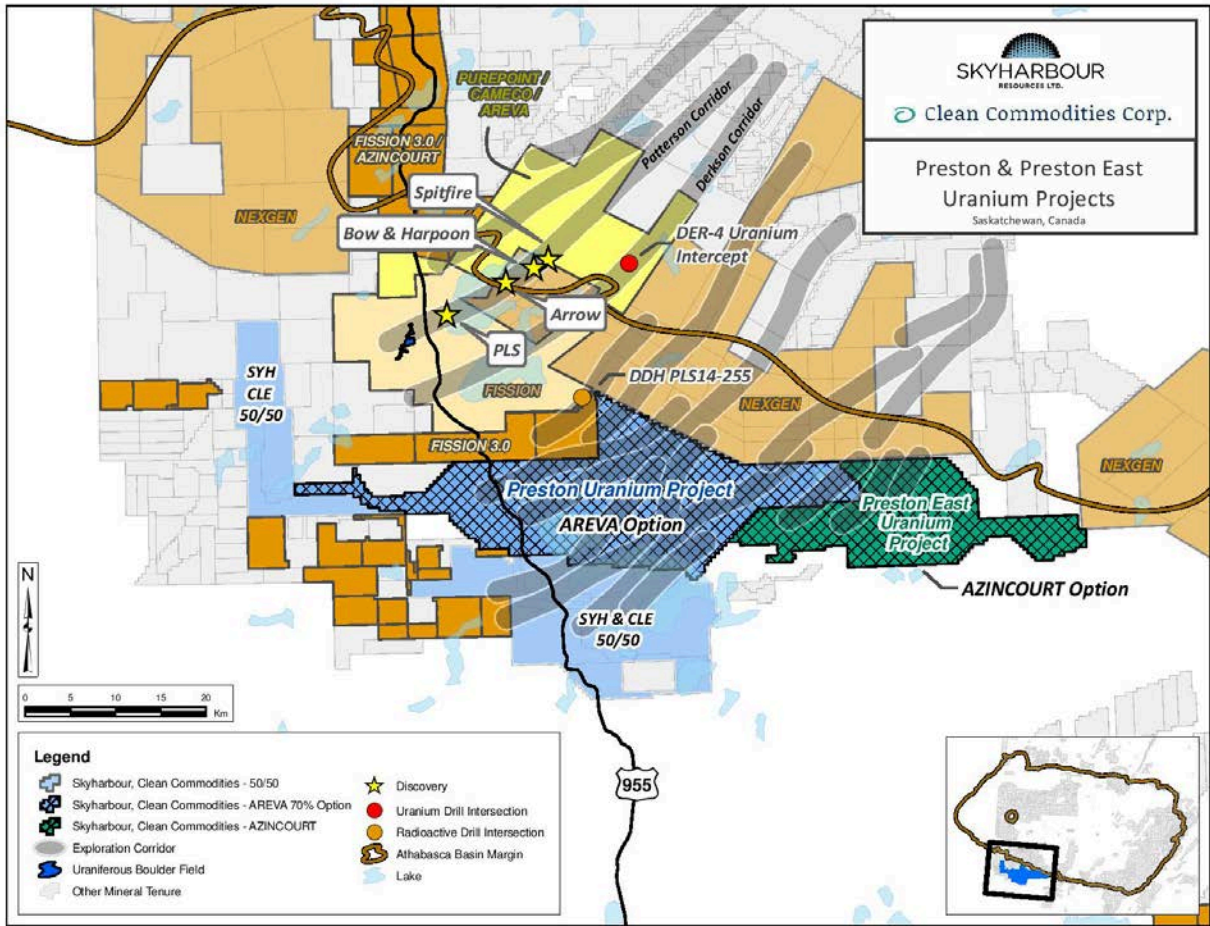 SKYHARBOUR
RESOURCES LTD.
Clean Commodities Corp.
Preston & Preston East
Uranium Projects
Saskatchewan, Canada
PUREPOINT /
CAMECO /
AREVA
Patterson Corridor
Derkson Corridor
FISSION 3.0 /
AZINCOURT
Spitfire
NEXGEN
Bow & Harpoon
DER-4 Uranium
Intercept
Arrow
PLS
SYH
CLE
50/50
FISSION
DDH PLS14-255
NEXGEN
FISSION 3.0
NEXGEN
Preston Uranium Project
AREVA Option
Preston East
Uranium
Project
AZINCOURT Option
SYH & CLE
50/50
N
0 5 10 15 20
Km
955
Legend
Skyharbour, Clean Commodities - 50/50
Skyharbour, Clean Commodities - AREVA 70% Option
Skyharbour, Clean Commodities - AZINCOURT
Exploration Corridor
Uraniferous Boulder Field
Other Mineral Tenure
Discovery
Uranium Drill Intersection
Radioactive Drill Intersection
Athabasca Basin Margin
Lake